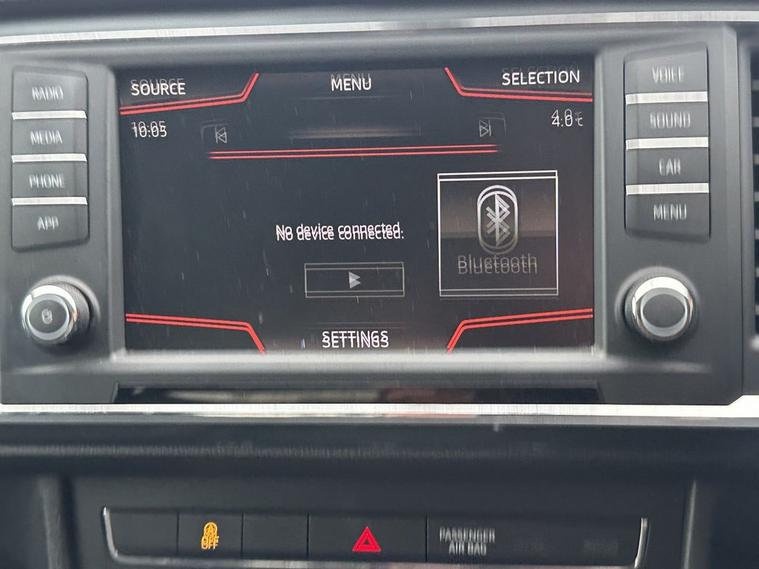 SOURCE
MENU
SELECTION
10:05
4.0°C
No device connected.
Bluetooth
SETTINGS
RADIO
MEDIA
PHONE
APP
VOICE
SOUND
CAR
MENU
OFF
PASSENGER
AIR BAG